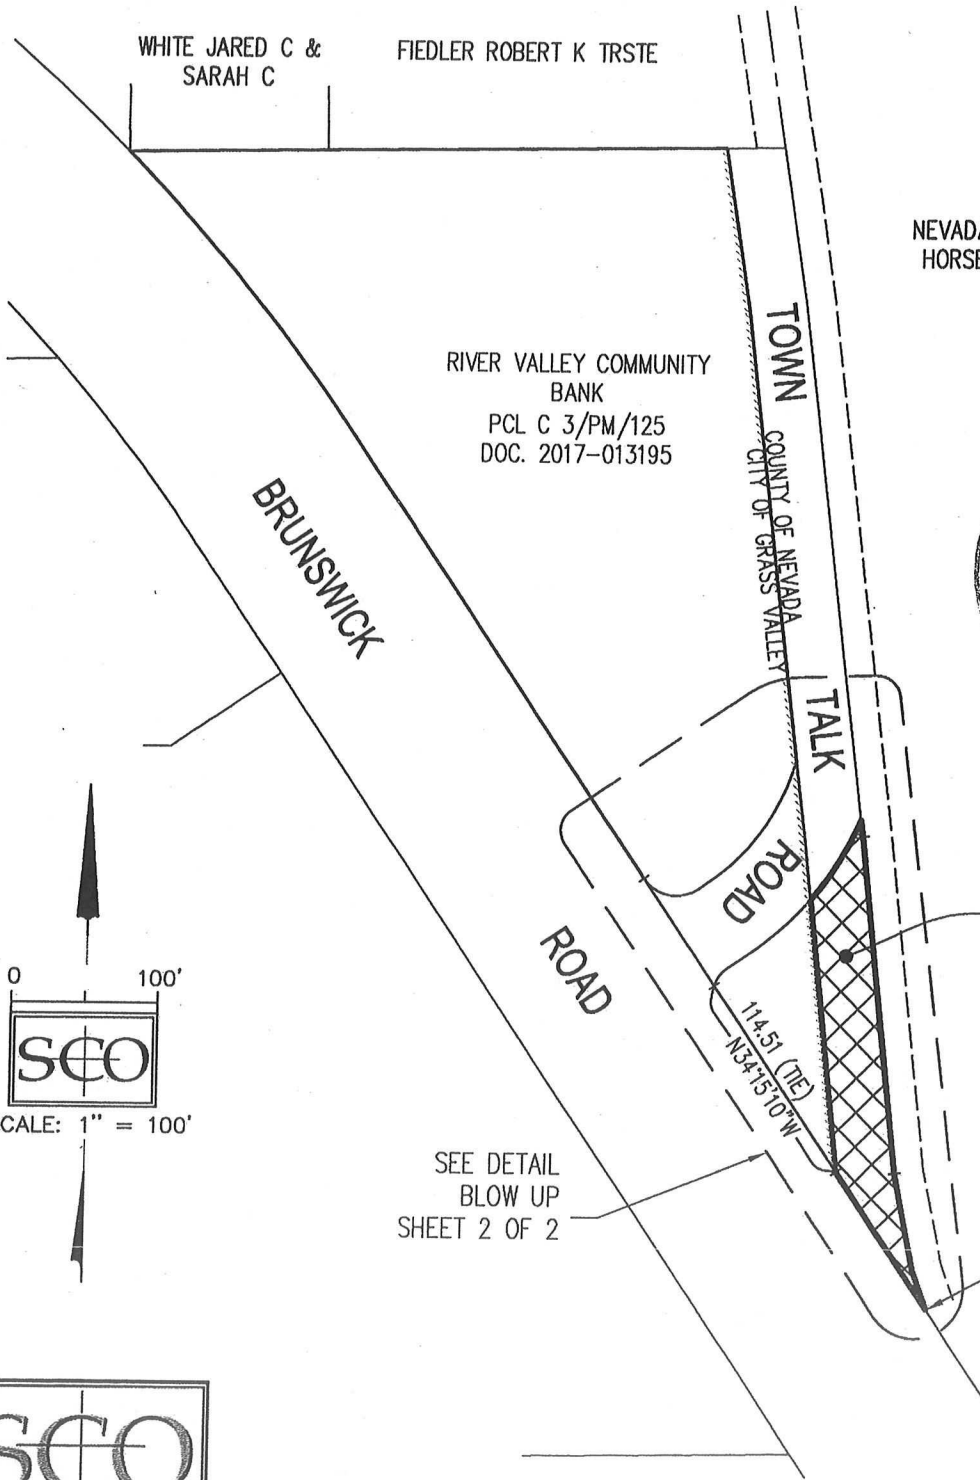 WHITE JARED C &
SARAH C
FIEDLER ROBERT K TRSTE
RIVER VALLEY COMMUNITY
BANK
PCL C 3/PM/125
DOC. 2017-013195
TOWN
COUNTY OF NEVADA
CITY OF GRASS VALLEY
TALK
ROAD
BRUNSWICK
ROAD
0 100'
SCO
CALE: 1" = 100'
114.51 (TIE)
N34°15'10"W
SEE DETAIL
BLOW UP
SHEET 2 OF 2
SCO